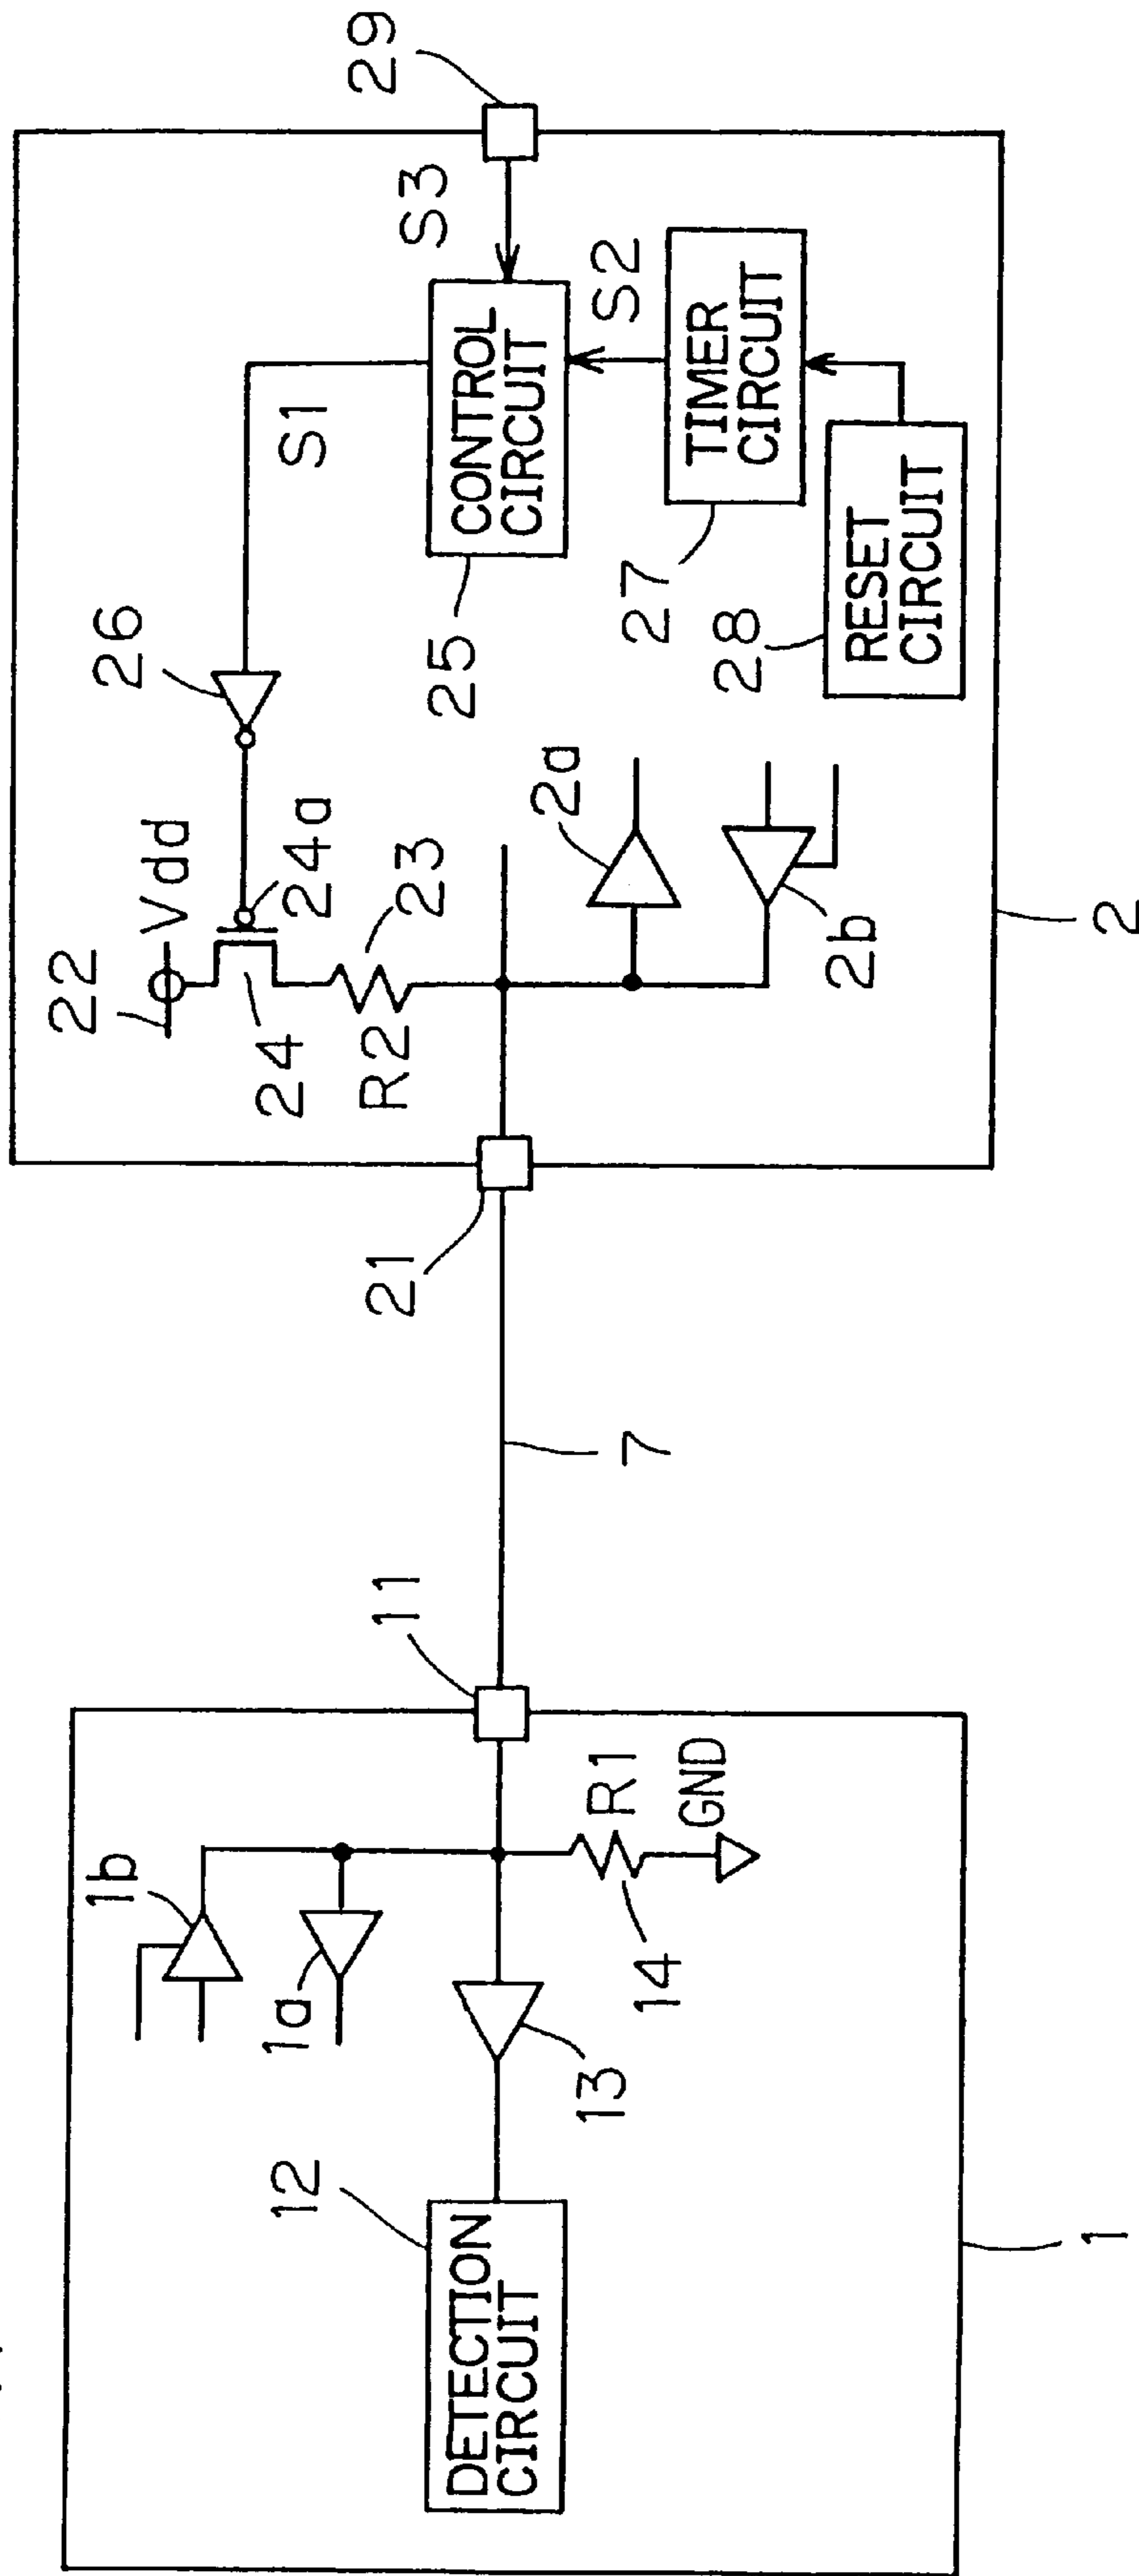 DETECTION
CIRCUIT
12
13
1a
1b
14
R1
GND
11
1
7
21
22
Vdd
24
24a
R2
23
26
S1
2a
2b
25
CONTROL
CIRCUIT
S3
29
S2
27
TIMER
CIRCUIT
28
RESET
CIRCUIT
2